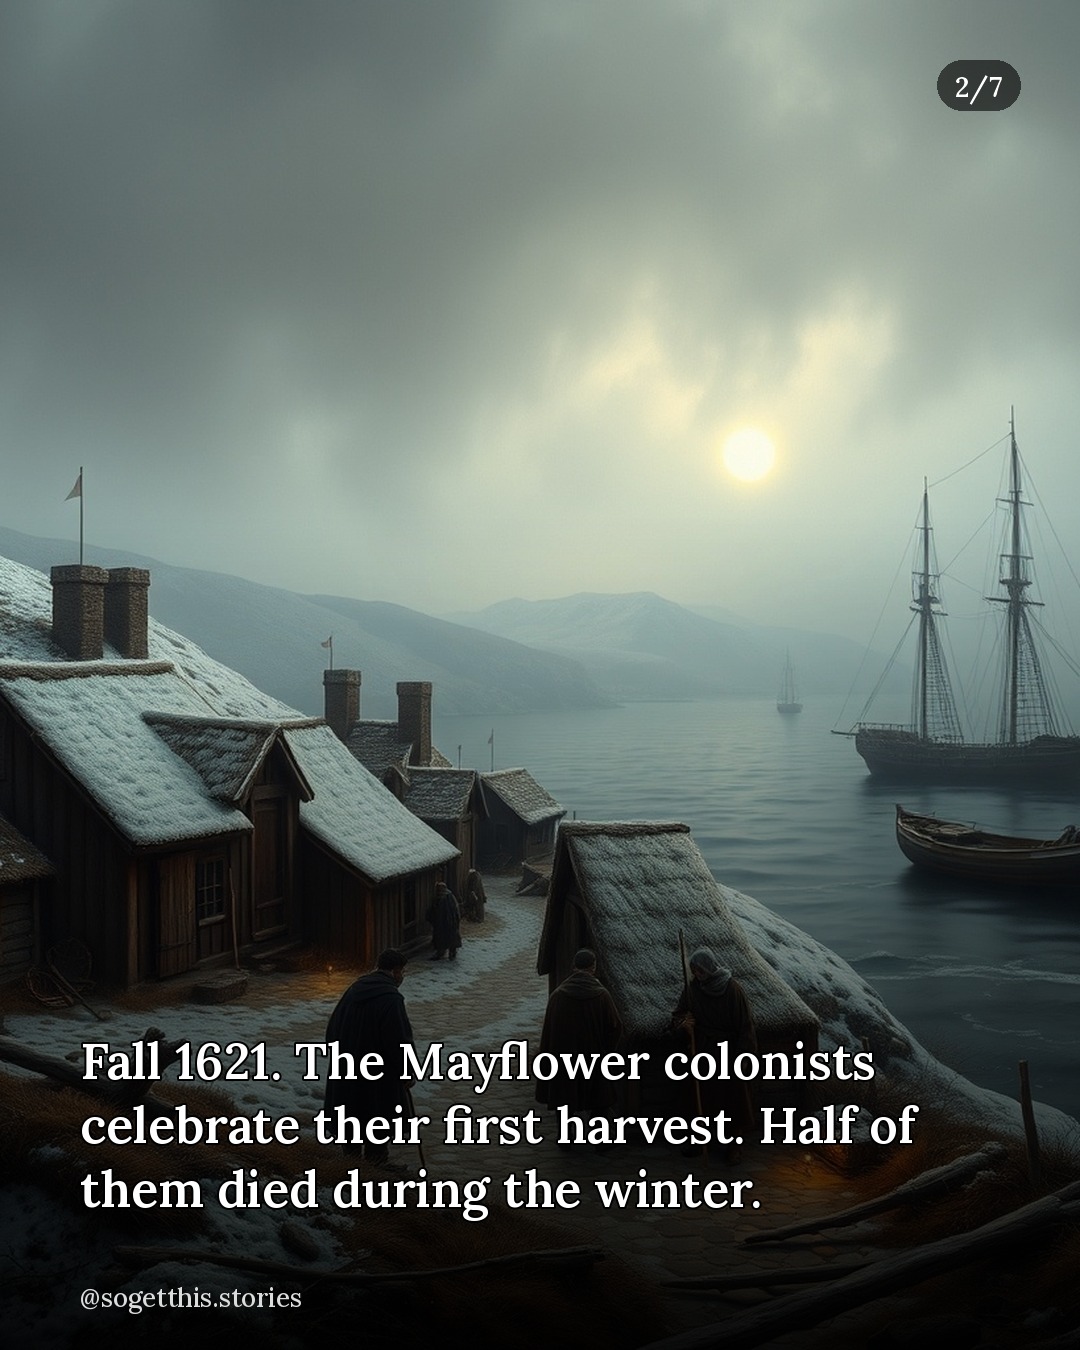 2/7
Fall 1621. The Mayflower colonists
celebrate their first harvest. Half of
them died during the winter.
@sogetthis.stories